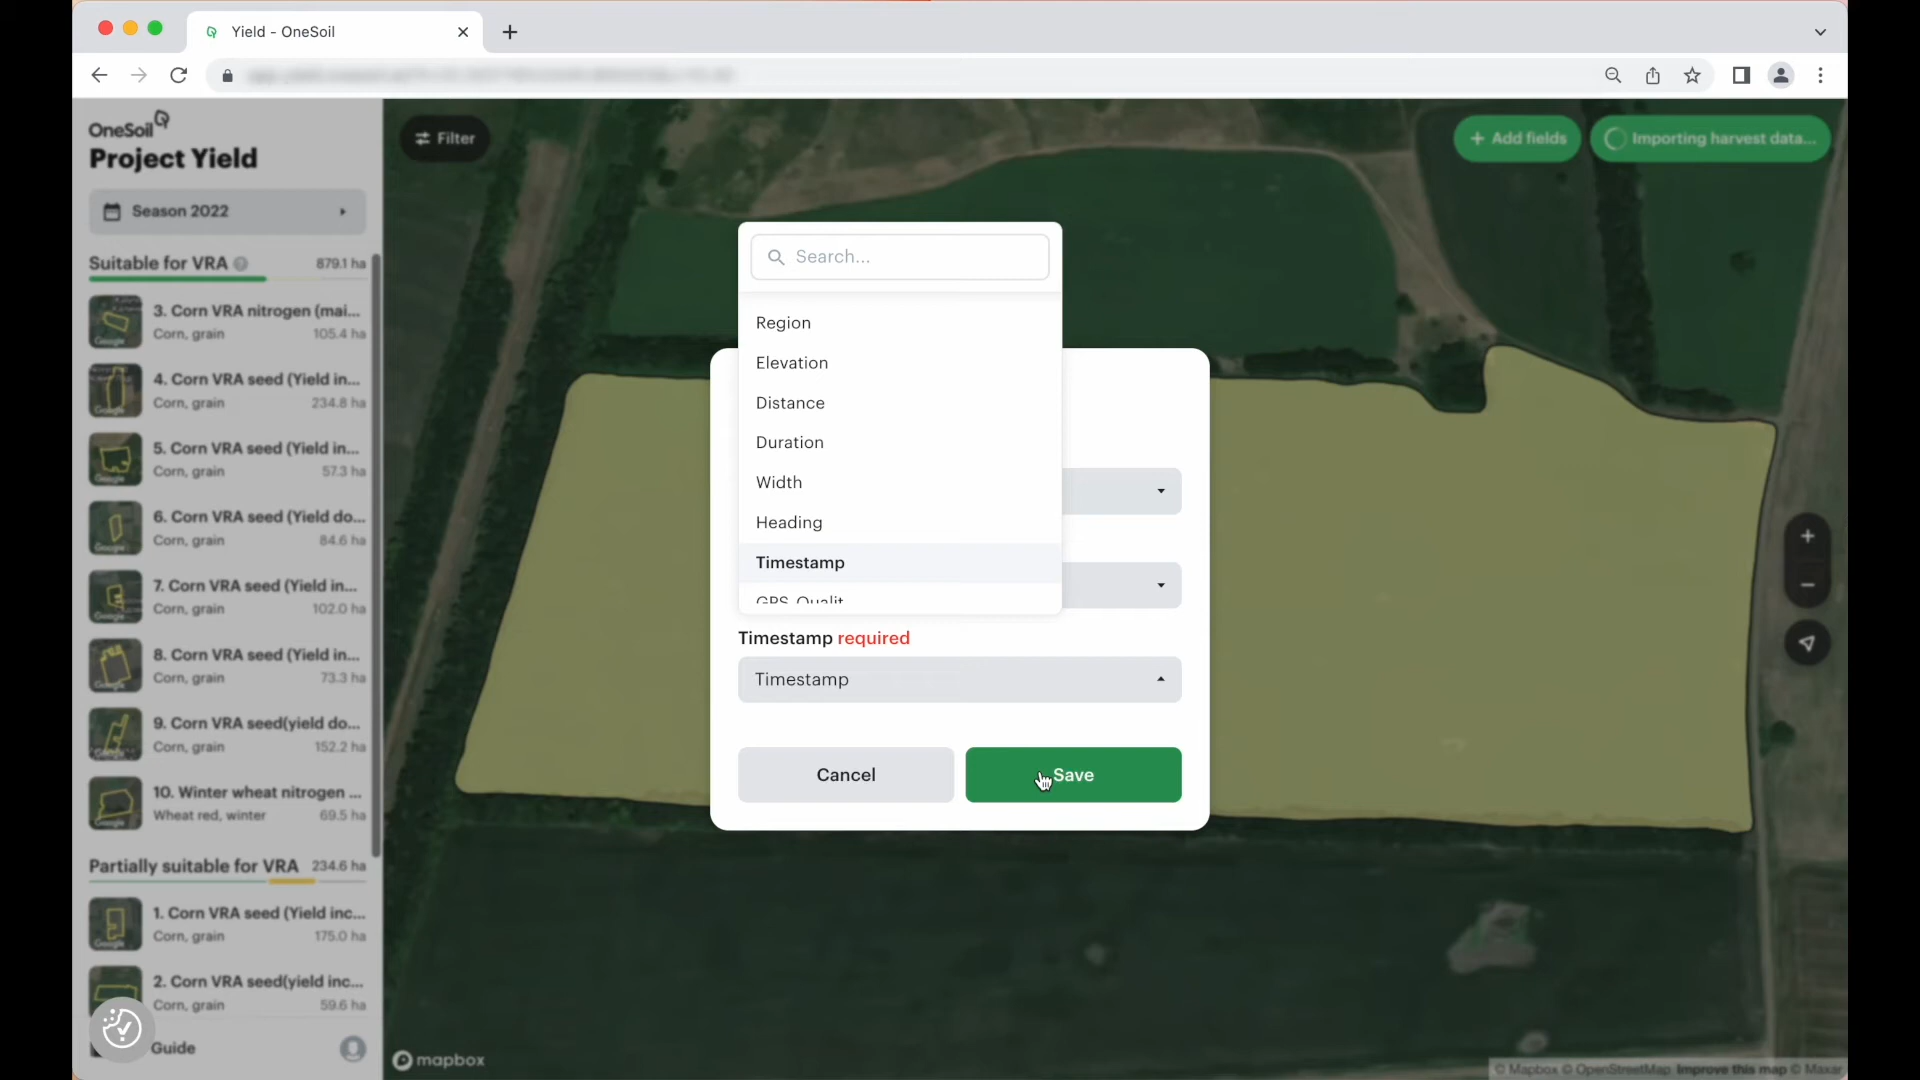 Yield - OneSoil
OneSoil
Project Yield
Season 2022
Suitable for VRA ? 879.1 ha
3. Corn VRA nitrogen (mai...
Corn, grain 105.4 ha
4. Corn VRA seed (Yield in...
Corn, grain 234.8 ha
5. Corn VRA seed (Yield in...
Corn, grain 57.3 ha
6. Corn VRA seed (Yield do...
Corn, grain 84.6 ha
7. Corn VRA seed (Yield in...
Corn, grain 102.0 ha
8. Corn VRA seed (Yield in...
Corn, grain 73.3 ha
9. Corn VRA seed(yield do...
Corn, grain 152.2 ha
10. Winter wheat nitrogen ...
Wheat red, winter 69.5 ha
Partially suitable for VRA 234.6 ha
1. Corn VRA seed (Yield inc...
Corn, grain 175.0 ha
2. Corn VRA seed(yield inc...
Corn, grain 59.6 ha
Guide
Filter
+ Add fields
Importing harvest data...
Search...
Region
Elevation
Distance
Duration
Width
Heading
Timestamp
GPS_Qualit
Timestamp required
Timestamp
Cancel
Save
mapbox
© Mapbox © OpenStreetMap Improve this map © Maxar